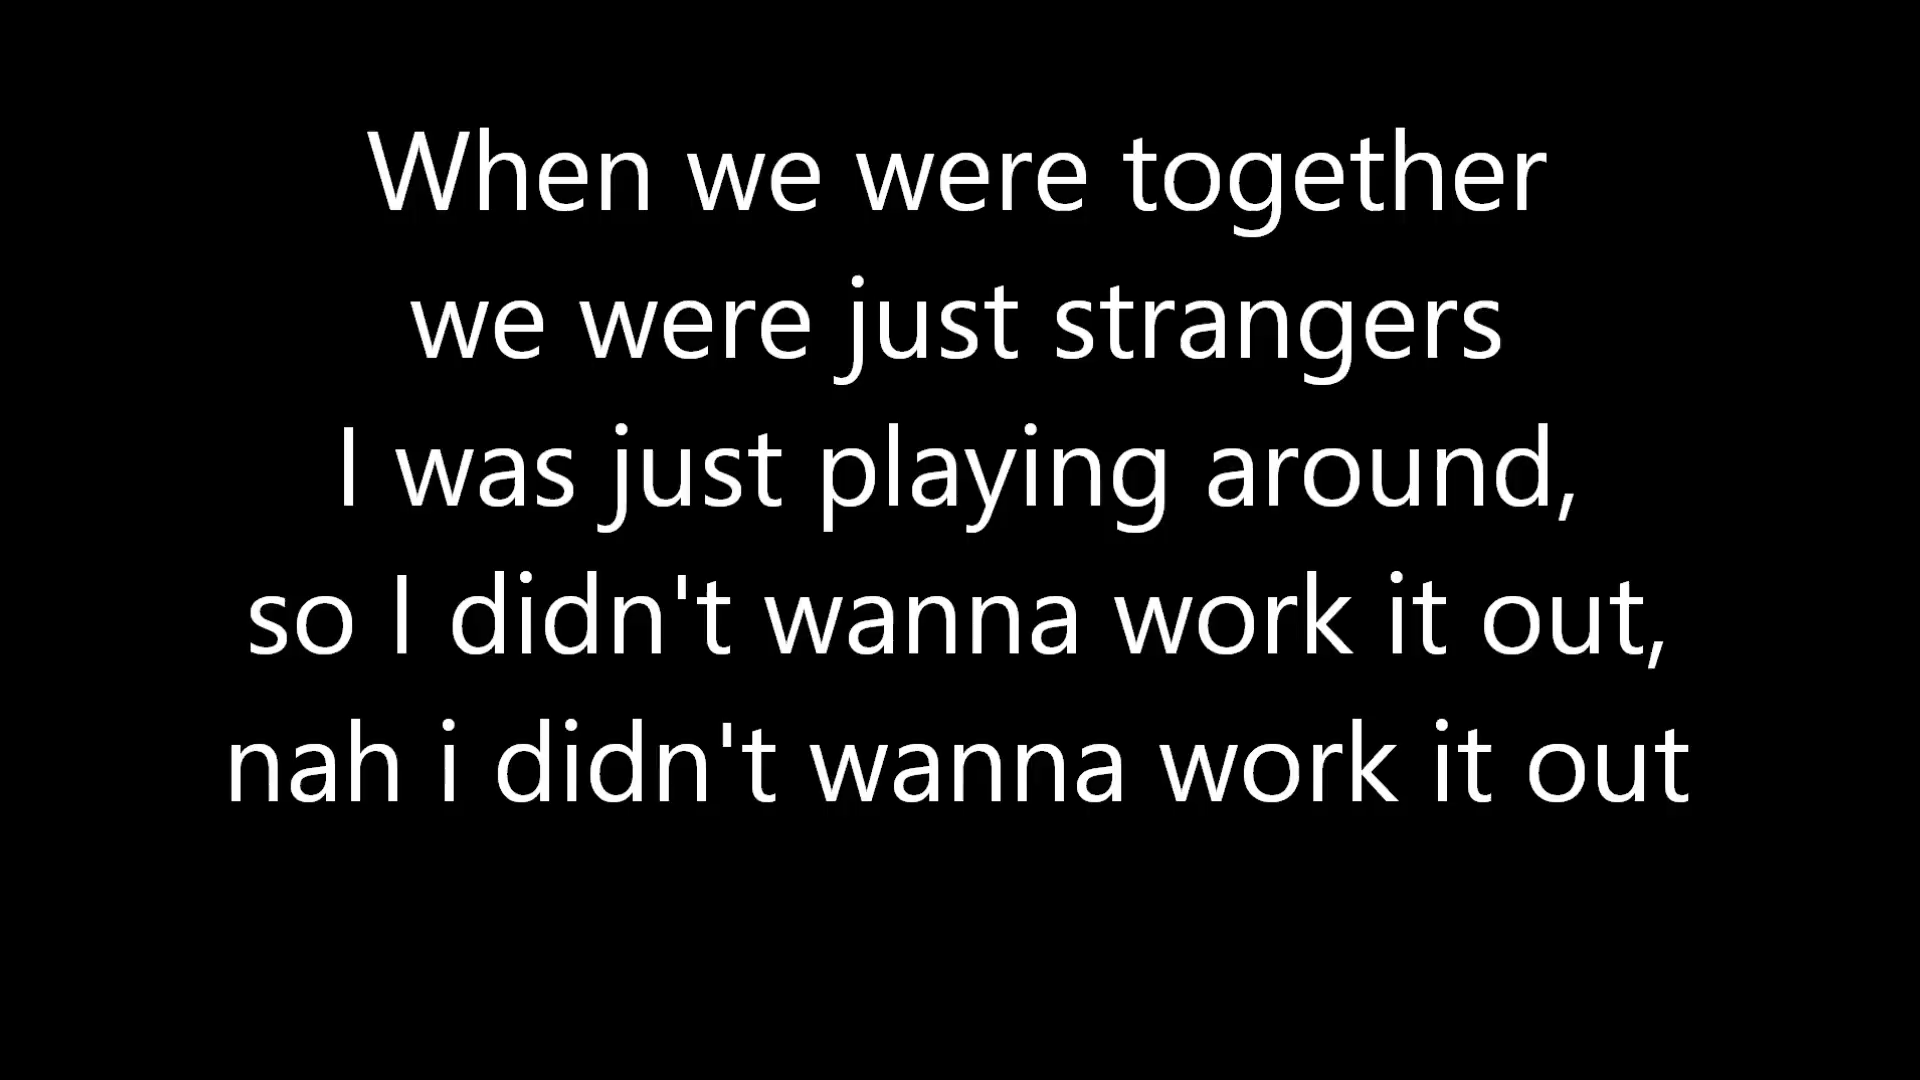 When we were together
we were just strangers
I was just playing around,
so I didn't wanna work it out,
nah i didn't wanna work it out